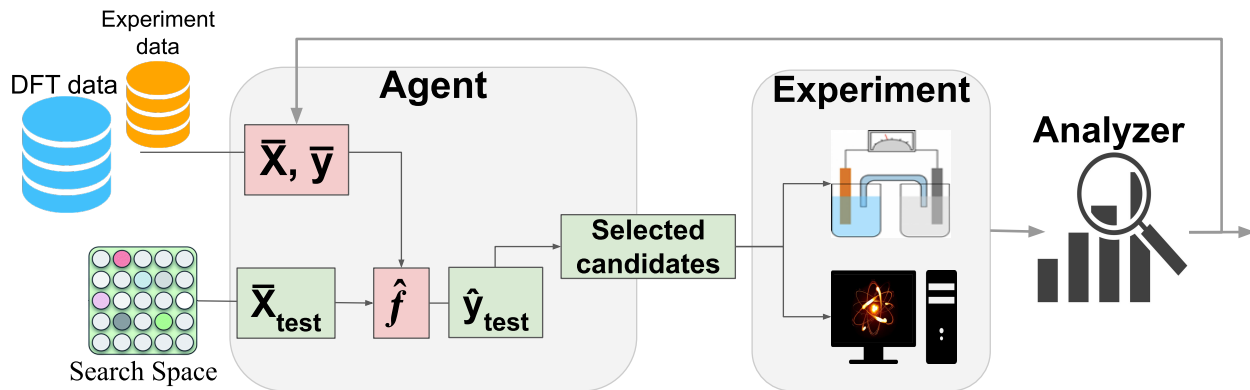 Experiment
data
DFT data
Agent
Experiment
Analyzer
X̅, y̅
Selected
candidates
X̅test
f̂
ŷtest
Search Space